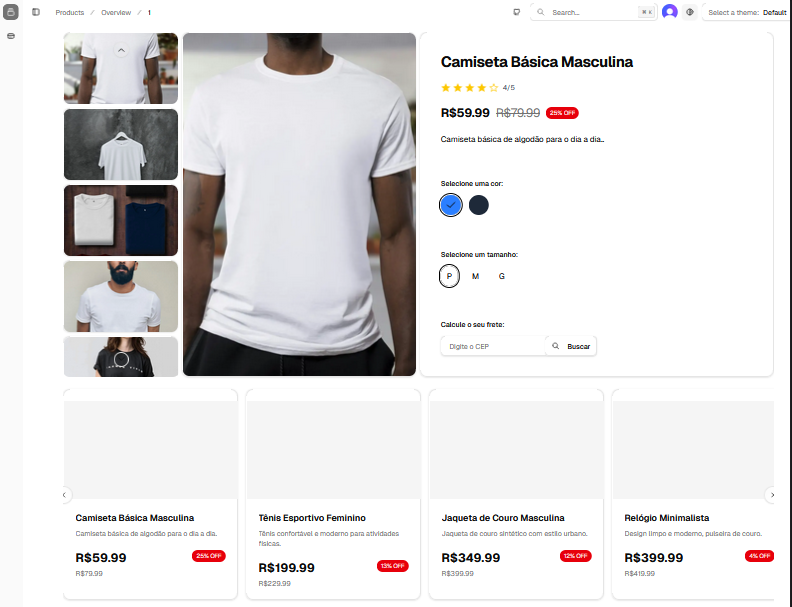 Products / Overview / 1
Search...
⌘ K
Select a theme: Default
Camiseta Básica Masculina
4/5
R$59.99 R$79.99 25% OFF
Camiseta básica de algodão para o dia a dia..
Selecione uma cor:
Selecione um tamanho:
P M G
Calcule o seu frete:
Digite o CEP
Buscar
Camiseta Básica Masculina
Camiseta básica de algodão para o dia a dia.
R$59.99
25% OFF
R$79.99
Tênis Esportivo Feminino
Tênis confortável e moderno para atividades
físicas.
R$199.99
13% OFF
R$229.99
Jaqueta de Couro Masculina
Jaqueta de couro sintético com estilo urbano.
R$349.99
12% OFF
R$399.99
Relógio Minimalista
Design limpo e moderno, pulseira de couro.
R$399.99
4% OFF
R$419.99